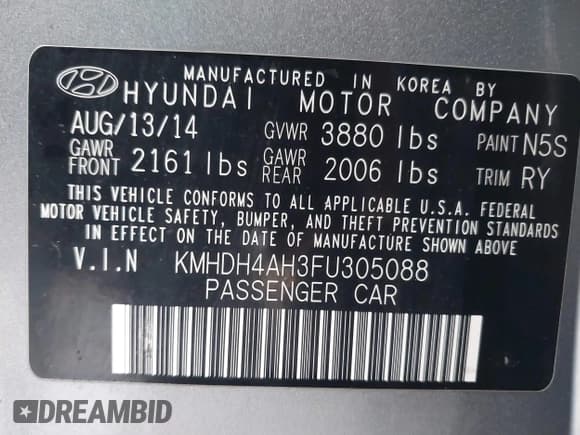 MANUFACTURED IN KOREA BY
HYUNDAI MOTOR COMPANY
AUG/13/14 GVWR 3880 lbs PAINT N5S
GAWR FRONT 2161 lbs GAWR REAR 2006 lbs TRIM RY
THIS VEHICLE CONFORMS TO ALL APPLICABLE U.S.A. FEDERAL
MOTOR VEHICLE SAFETY, BUMPER, AND THEFT PREVENTION STANDARDS
IN EFFECT ON THE DATE OF MANUFACTURE SHOWN ABOVE.
V.I.N KMHDH4AH3FU305088
PASSENGER CAR
DREAMBID